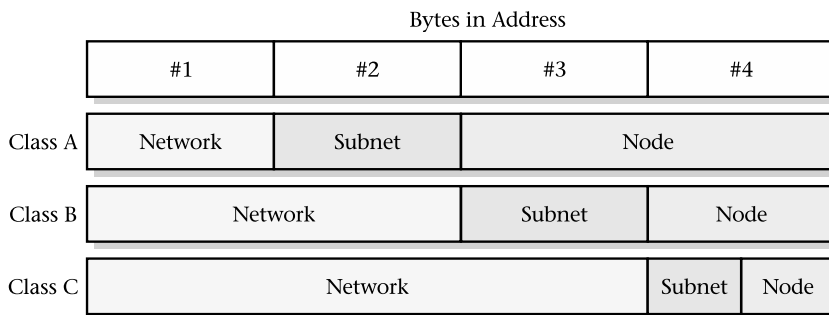 Bytes in Address
#1 #2 #3 #4
Class A Network Subnet Node
Class B Network Subnet Node
Class C Network Subnet Node